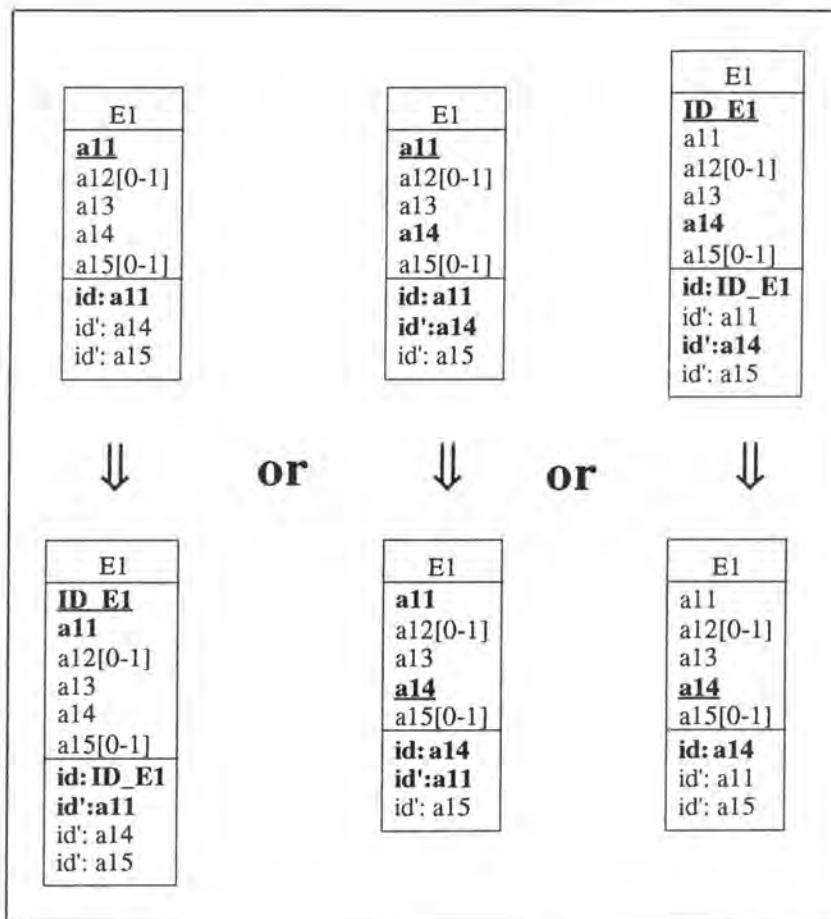 E1
a11
a12[0-1]
a13
a14
a15[0-1]
id: a11
id': a14
id': a15
E1
a11
a12[0-1]
a13
a14
a15[0-1]
id: a11
id':a14
id': a15
E1
ID_E1
a11
a12[0-1]
a13
a14
a15[0-1]
id: ID_E1
id': a11
id':a14
id': a15
⇓ or ⇓ or ⇓
E1
ID_E1
a11
a12[0-1]
a13
a14
a15[0-1]
id: ID_E1
id':a11
id': a14
id': a15
E1
a11
a12[0-1]
a13
a14
a15[0-1]
id: a14
id':a11
id': a15
E1
a11
a12[0-1]
a13
a14
a15[0-1]
id: a14
id': a11
id': a15